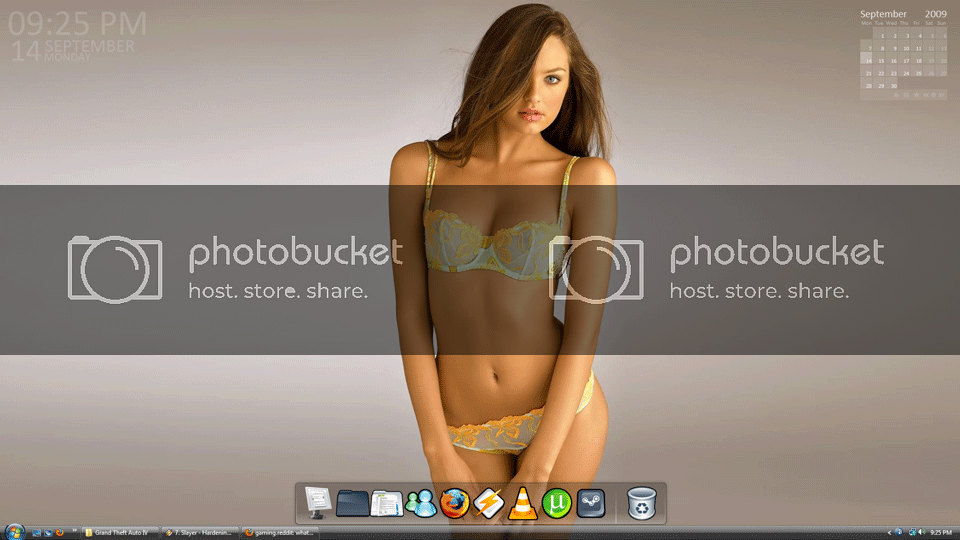 09:25 PM
14 SEPTEMBER
MONDAY
September 2009
Mon Tue Wed Thu Fri Sat Sun
1 2 3 4 5 6
7 8 9 10 11 12 13
14 15 16 17 18 19 20
21 22 23 24 25 26 27
28 29 30
photobucket
host. store. share.
photobucket
host. store. share.
Grand Theft Auto IV
7. Slayer - Hardenin...
gaming.reddit: what...
9:25 PM